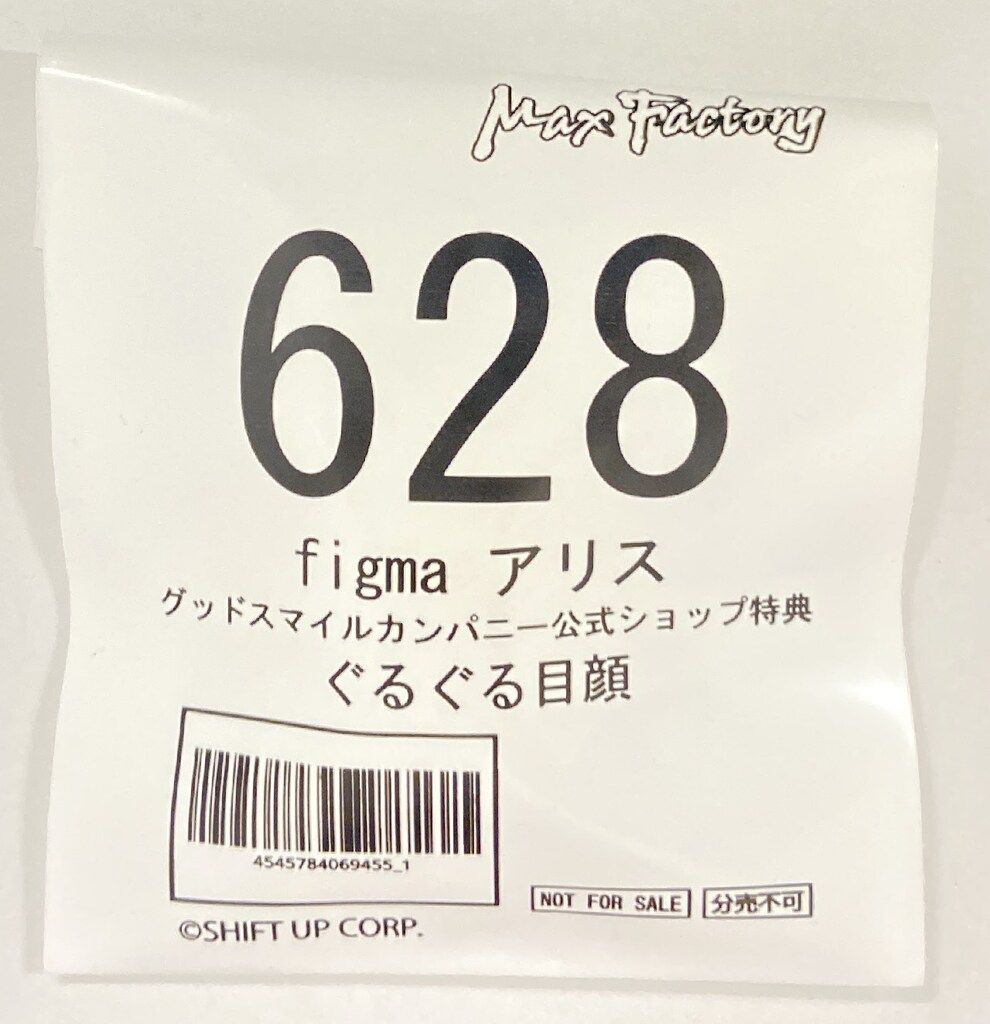 Max Factory
628
figma アリス
グッドスマイルカンパニー公式ショップ特典
ぐるぐる目顔
4545784069455_1
NOT FOR SALE 分売不可
©SHIFT UP CORP.